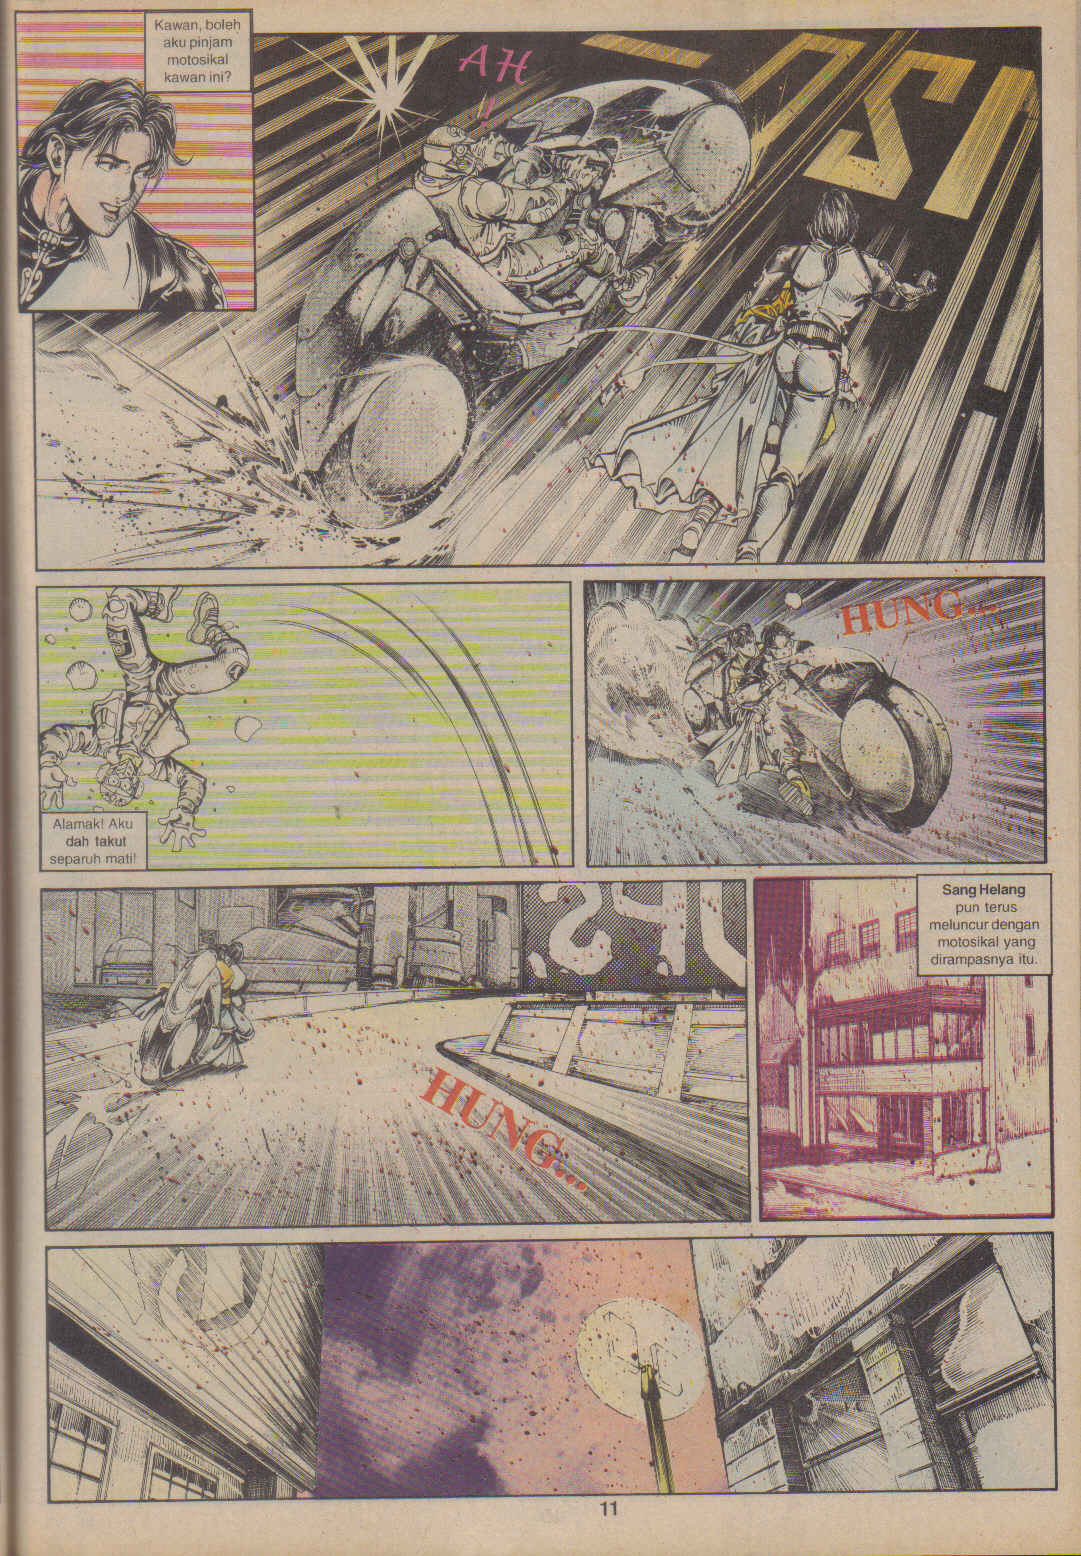 Kawan, boleh
aku pinjam
motosikal
kawan ini?
AH
!!
HUNG...
Alamak! Aku
dah takut
separuh mati!
Sang Helang
pun terus
meluncur dengan
motosikal yang
dirampasnya itu.
HUNG...
11